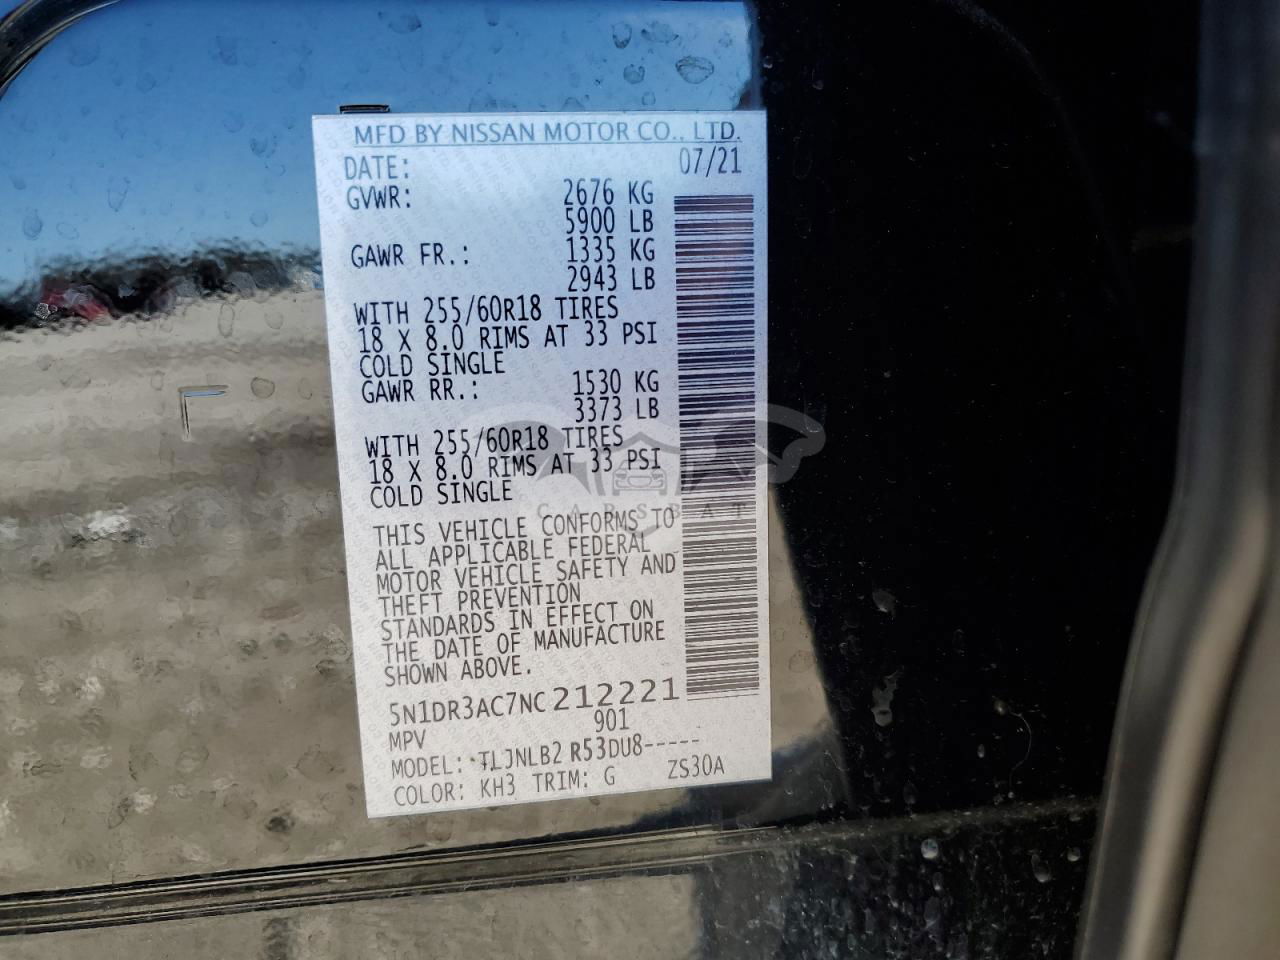 MFD BY NISSAN MOTOR CO., LTD.
DATE: 07/21
GVWR: 2676 KG
5900 LB
GAWR FR.: 1335 KG
2943 LB
WITH 255/60R18 TIRES
18 X 8.0 RIMS AT 33 PSI
COLD SINGLE
GAWR RR.: 1530 KG
3373 LB
WITH 255/60R18 TIRES
18 X 8.0 RIMS AT 33 PSI
COLD SINGLE
CARSBAT
THIS VEHICLE CONFORMS TO
ALL APPLICABLE FEDERAL
MOTOR VEHICLE SAFETY AND
THEFT PREVENTION
STANDARDS IN EFFECT ON
THE DATE OF MANUFACTURE
SHOWN ABOVE.
5N1DR3AC7NC212221
901
MPV
MODEL: TLJNLB2 R53DU8-----
COLOR: KH3 TRIM: G ZS30A